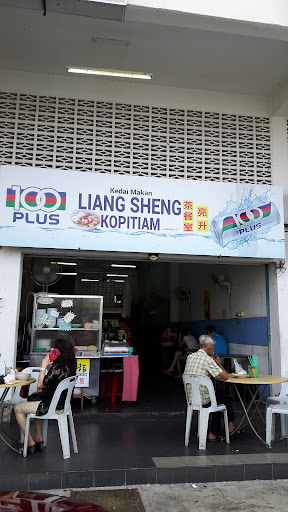 Kedai Makan
100
PLUS
LIANG SHENG
KOPITIAM
亮升
茶餐室
100
PLUS